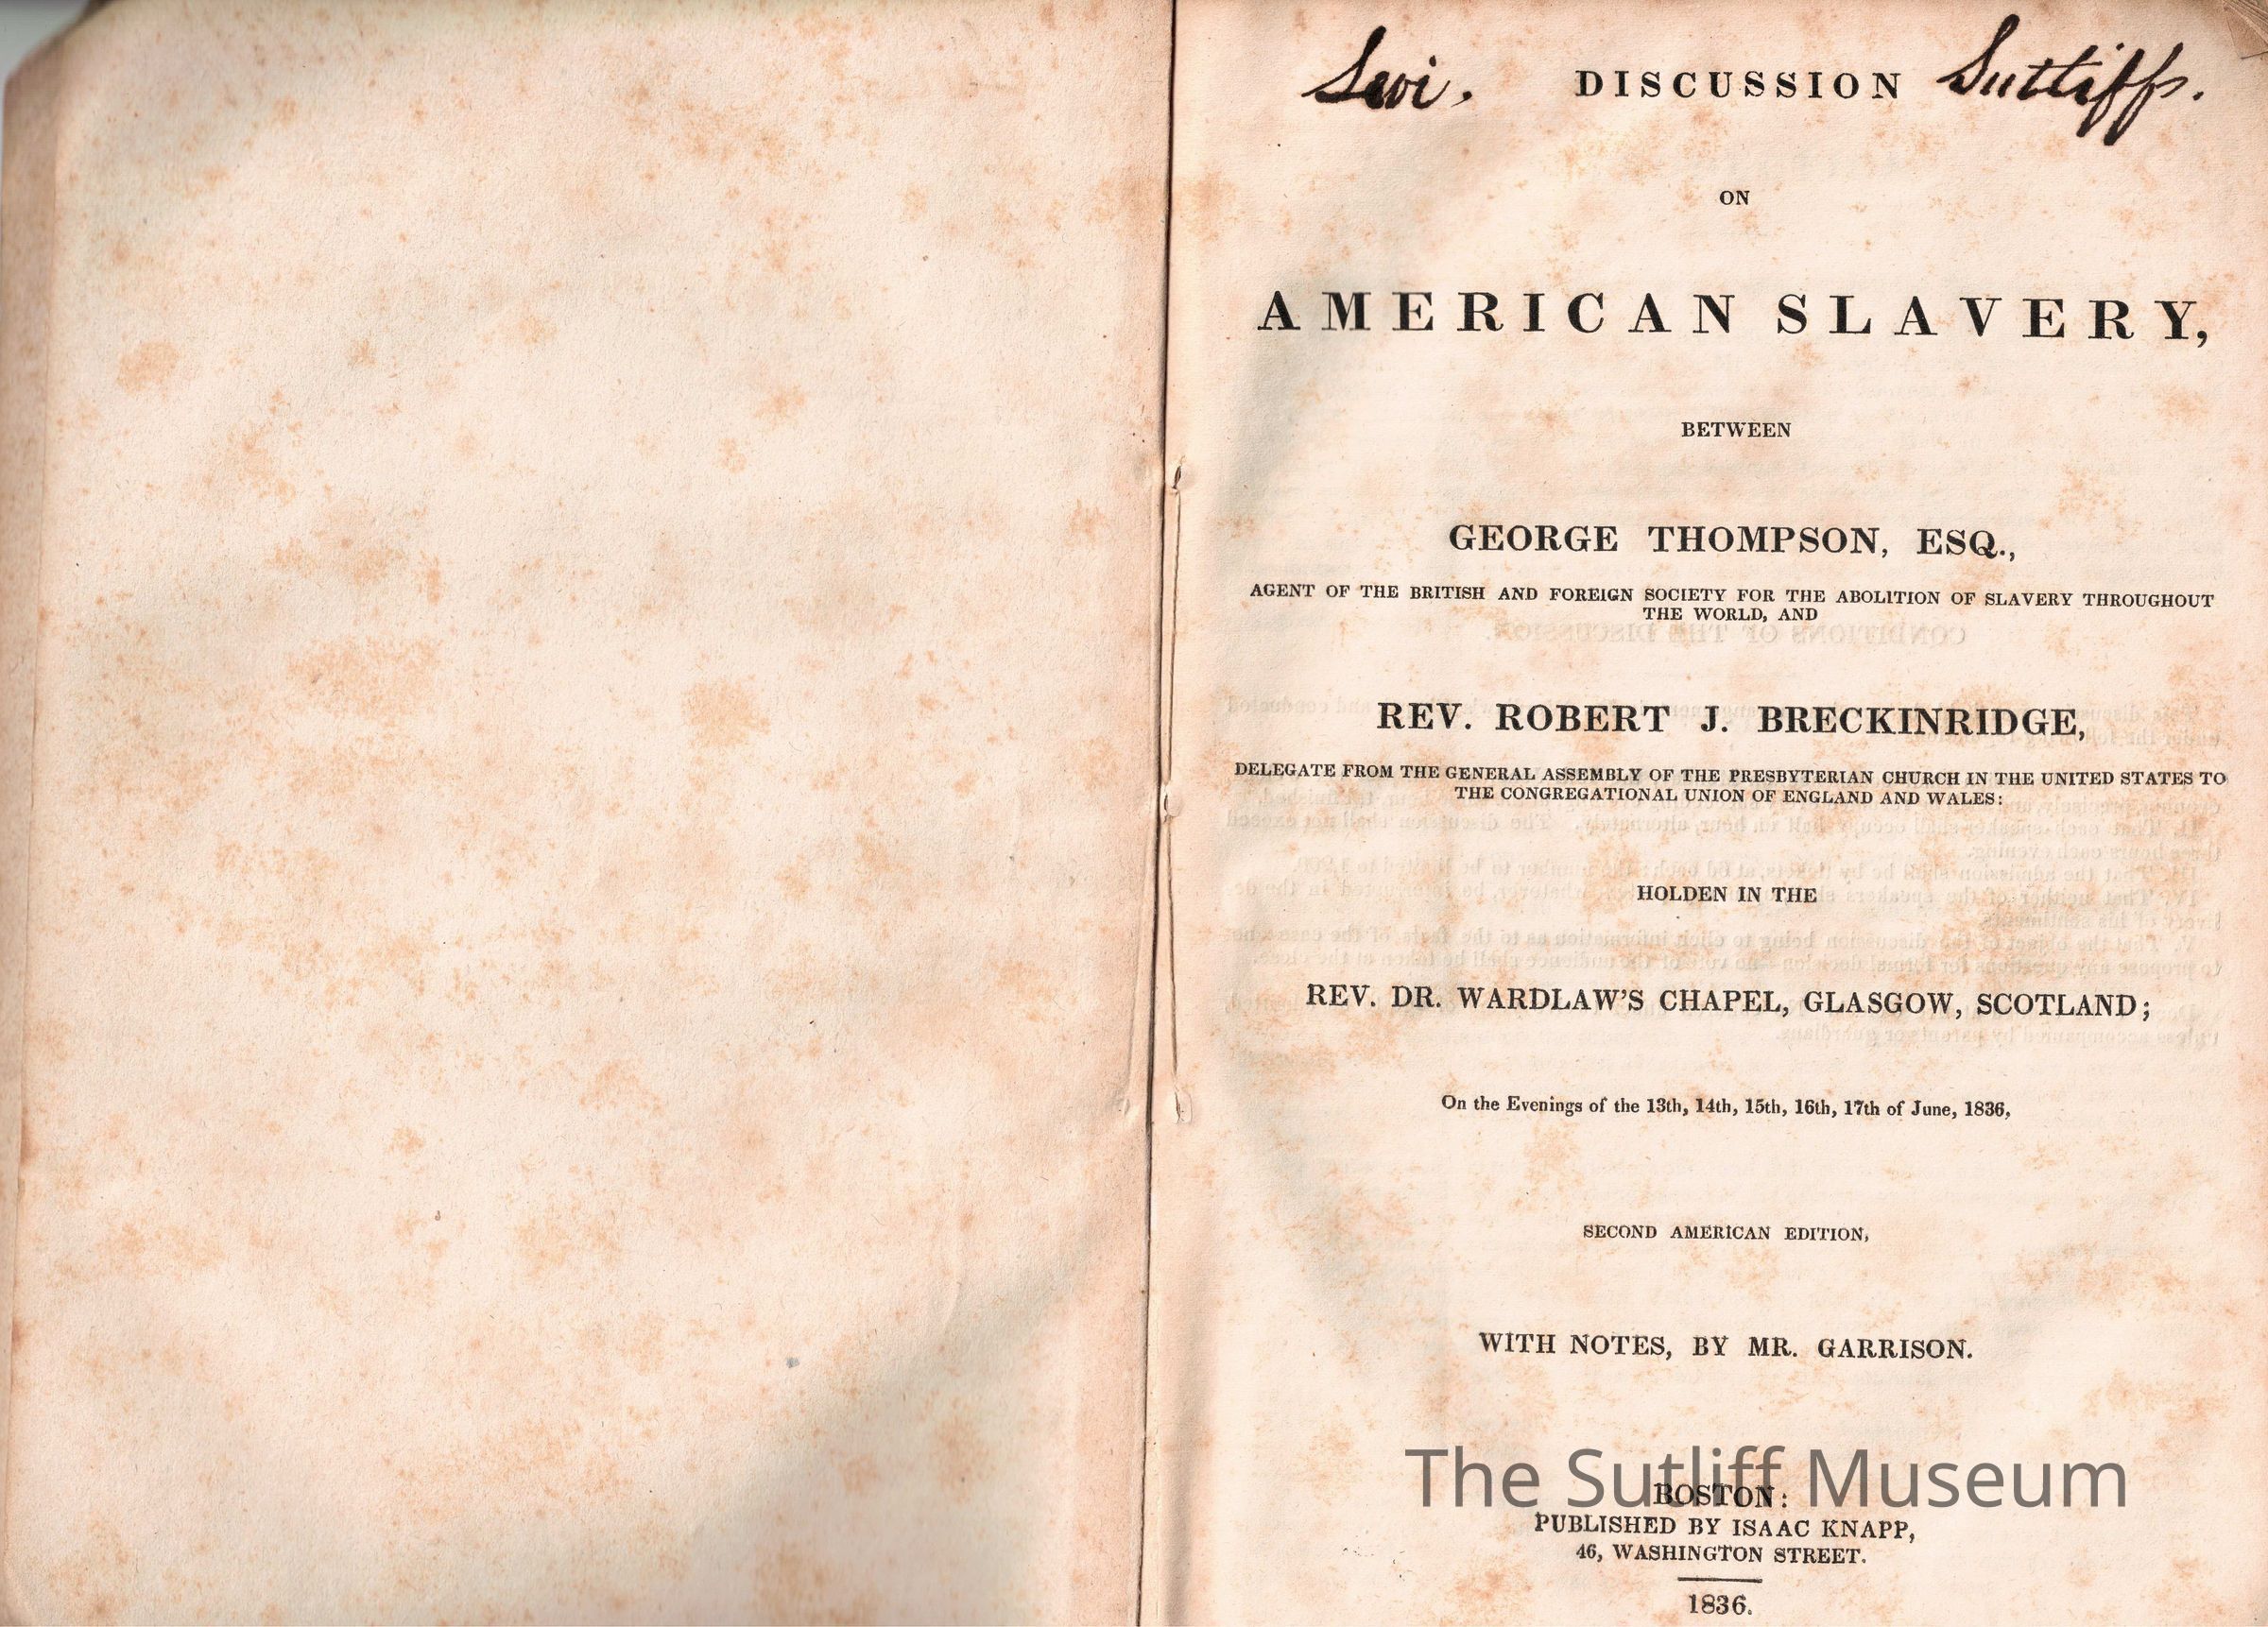 Levi. DISCUSSION Sutliff.
ON
AMERICAN SLAVERY,
BETWEEN
GEORGE THOMPSON, ESQ.,
AGENT OF THE BRITISH AND FOREIGN SOCIETY FOR THE ABOLITION OF SLAVERY THROUGHOUT
THE WORLD, AND
CONDITIONS OF THE DISCUSSION.
REV. ROBERT J. BRECKINRIDGE,
DELEGATE FROM THE GENERAL ASSEMBLY OF THE PRESBYTERIAN CHURCH IN THE UNITED STATES TO
THE CONGREGATIONAL UNION OF ENGLAND AND WALES:
HOLDEN IN THE
REV. DR. WARDLAW'S CHAPEL, GLASGOW, SCOTLAND;
On the Evenings of the 13th, 14th, 15th, 16th, 17th of June, 1836,
SECOND AMERICAN EDITION,
WITH NOTES, BY MR. GARRISON.
The Sutliff Museum
BOSTON:
PUBLISHED BY ISAAC KNAPP,
46, WASHINGTON STREET.
1836.